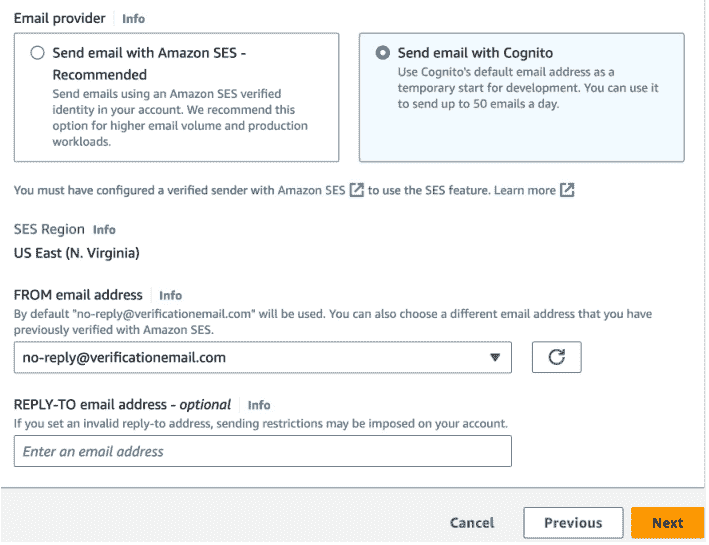 Email provider Info
Send email with Amazon SES -
Recommended
Send emails using an Amazon SES verified
identity in your account. We recommend this
option for higher email volume and production
workloads.
Send email with Cognito
Use Cognito's default email address as a
temporary start for development. You can use it
to send up to 50 emails a day.
You must have configured a verified sender with Amazon SES to use the SES feature. Learn more
SES Region Info
US East (N. Virginia)
FROM email address Info
By default "no-reply@verificationemail.com" will be used. You can also choose a different email address that you have
previously verified with Amazon SES.
no-reply@verificationemail.com
REPLY-TO email address - optional Info
If you set an invalid reply-to address, sending restrictions may be imposed on your account.
Enter an email address
Cancel Previous Next